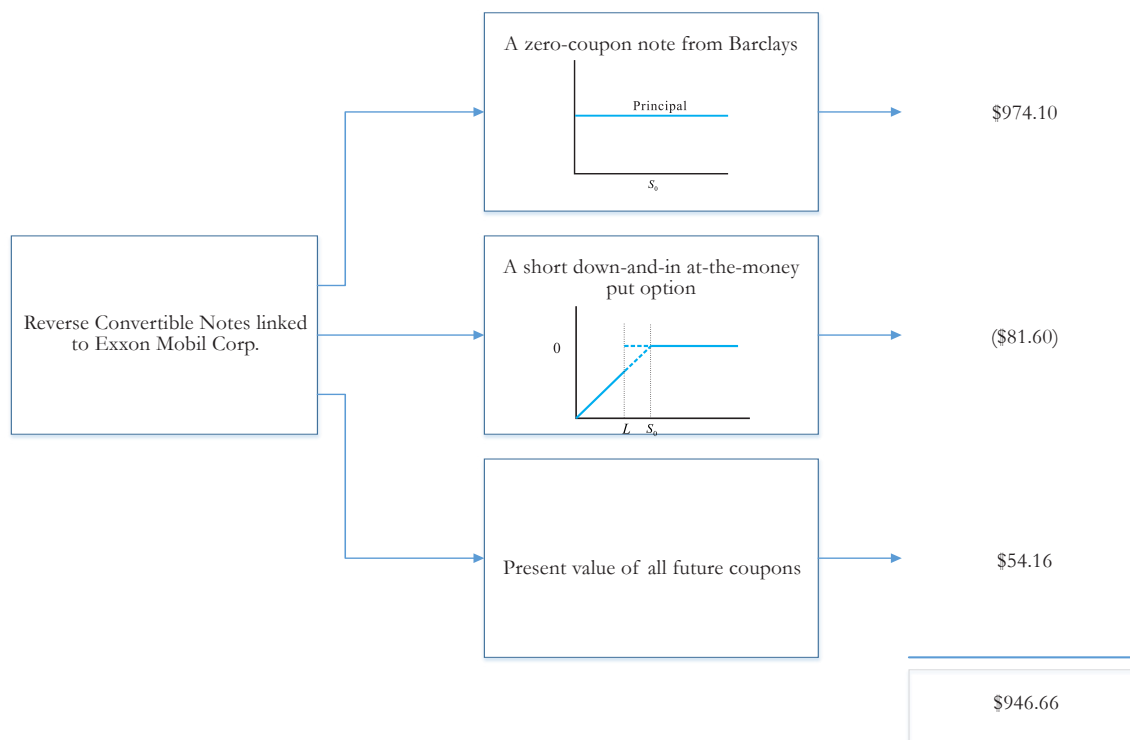 A zero-coupon note from Barclays
Principal
S₀
$974.10
Reverse Convertible Notes linked
to Exxon Mobil Corp.
A short down-and-in at-the-money
put option
0
L S₀
($81.60)
Present value of all future coupons
$54.16
$946.66